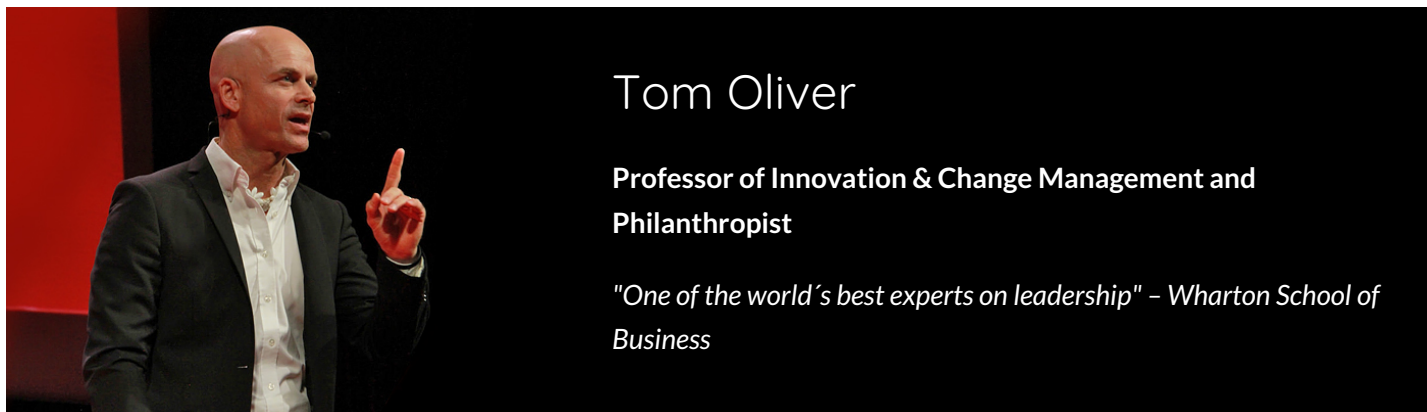 Tom Oliver
Professor of Innovation & Change Management and
Philanthropist
"One of the world´s best experts on leadership" – Wharton School of
Business